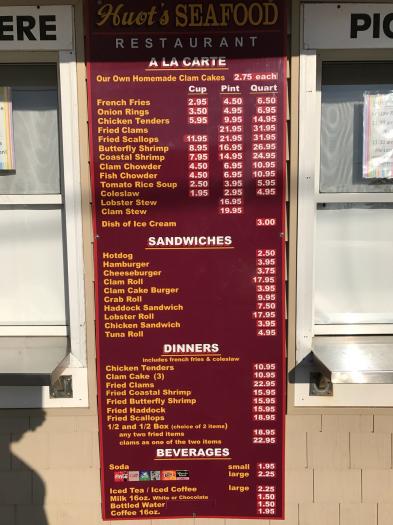 ERE
PIC
Huot's SEAFOOD
RESTAURANT
A LA CARTE
Our Own Homemade Clam Cakes 2.75 each
Cup Pint Quart
French Fries 2.95 4.50 6.50
Onion Rings 3.50 4.95 6.95
Chicken Tenders 5.95 9.95 14.95
Fried Clams 21.95 31.95
Fried Scallops 11.95 21.95 31.95
Butterfly Shrimp 8.95 16.95 26.95
Coastal Shrimp 7.95 14.95 24.95
Clam Chowder 4.50 6.95 10.95
Fish Chowder 4.50 6.95 10.95
Tomato Rice Soup 2.50 3.95 5.95
Coleslaw 1.95 2.95 4.95
Lobster Stew 16.95
Clam Stew 19.95
Dish of Ice Cream 3.00
SANDWICHES
Hotdog 2.50
Hamburger 3.95
Cheeseburger 3.75
Clam Roll 17.95
Clam Cake Burger 3.95
Crab Roll 9.95
Haddock Sandwich 7.50
Lobster Roll 17.95
Chicken Sandwich 3.95
Tuna Roll 4.95
DINNERS
includes french fries & coleslaw
Chicken Tenders 10.95
Clam Cake (3) 10.95
Fried Clams 22.95
Fried Coastal Shrimp 15.95
Fried Butterfly Shrimp 15.95
Fried Haddock 15.95
Fried Scallops 18.95
1/2 and 1/2 Box (choice of 2 items)
any two fried items 18.95
clams as one of the two items 22.95
BEVERAGES
Soda small 1.95
large 2.25
Iced Tea / Iced Coffee large 2.25
Milk 16oz. White or Chocolate 1.50
Bottled Water 1.50
Coffee 16oz. 1.95